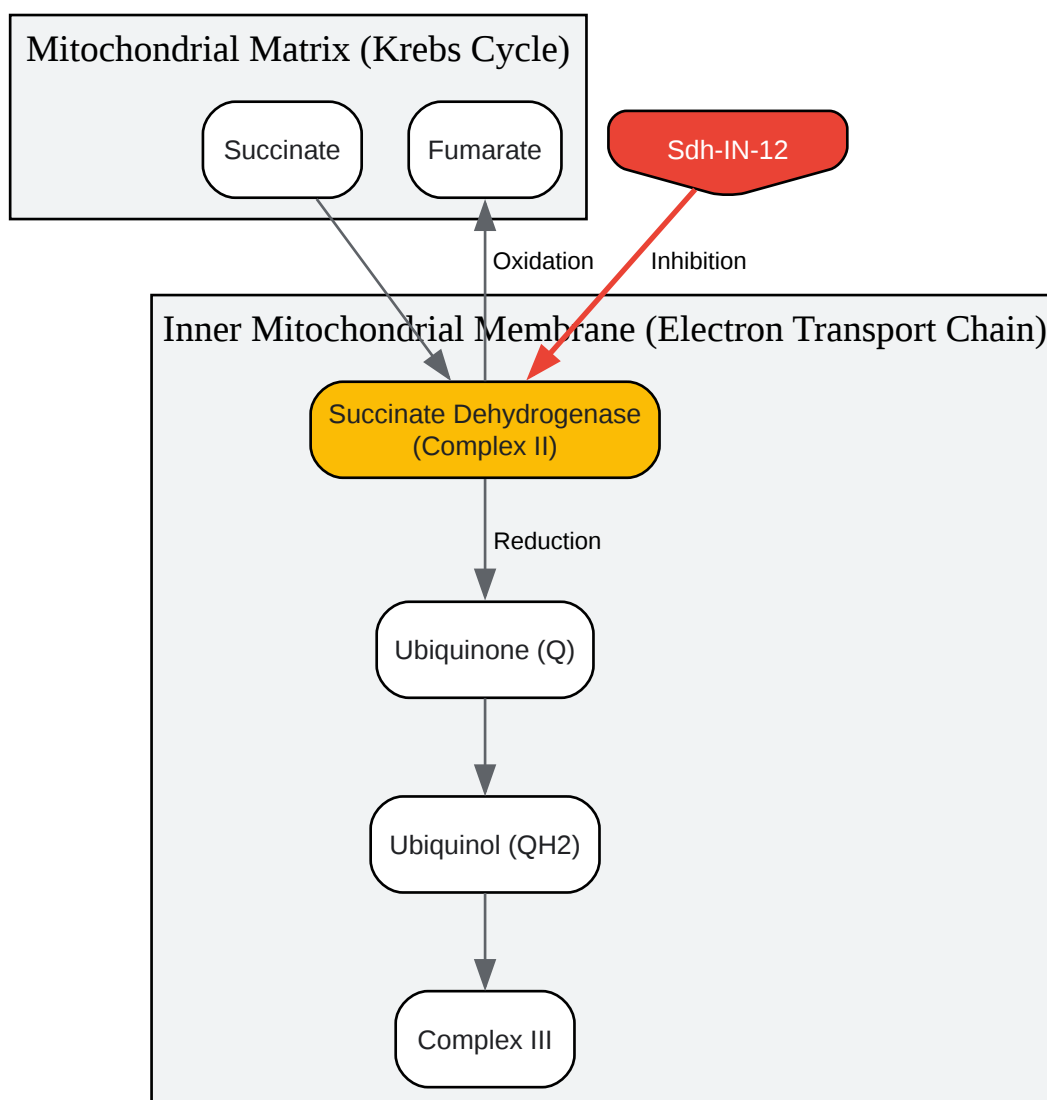 Mitochondrial Matrix (Krebs Cycle)
Succinate
Fumarate
Sdh-IN-12
Oxidation
Inhibition
Inner Mitochondrial Membrane (Electron Transport Chain)
Succinate Dehydrogenase
(Complex II)
Reduction
Ubiquinone (Q)
Ubiquinol (QH2)
Complex III